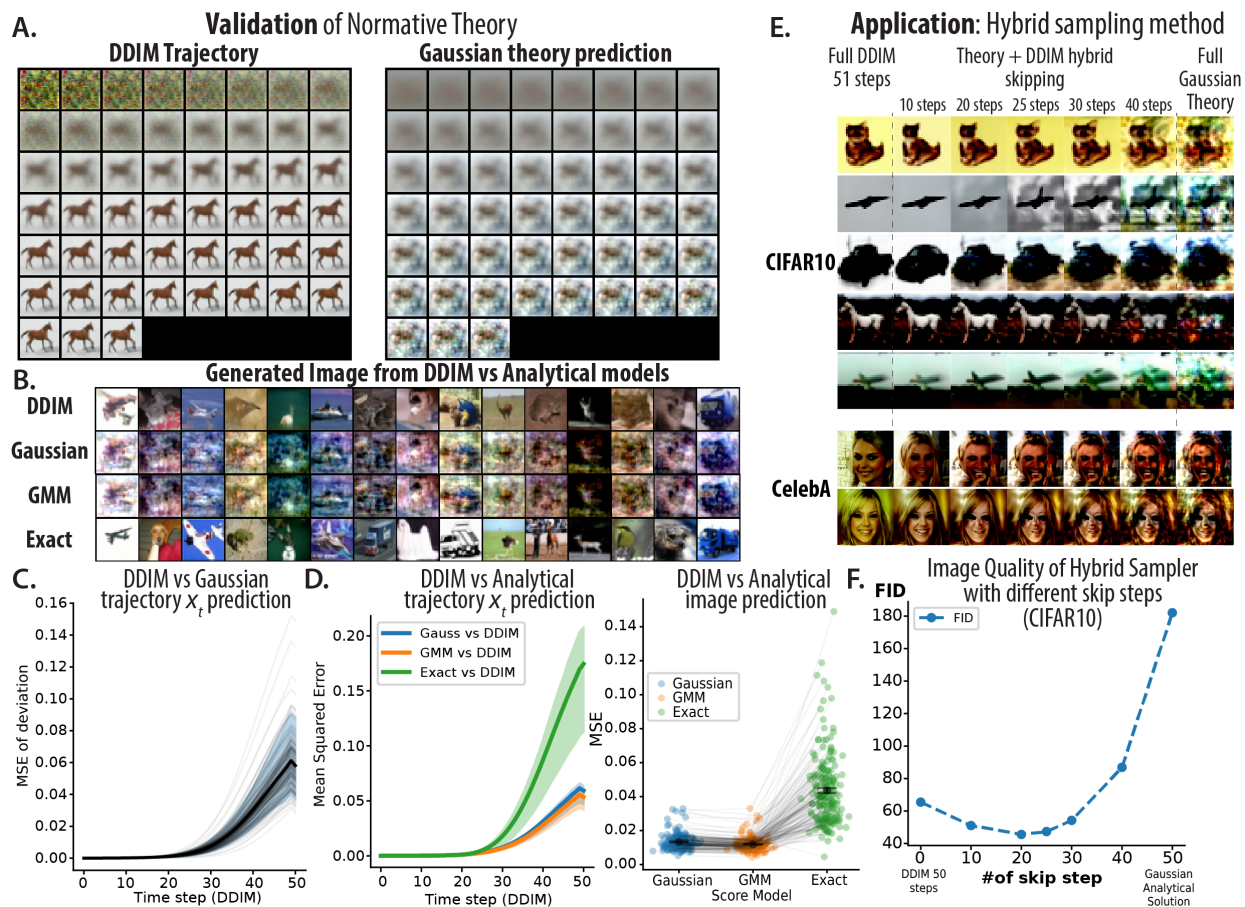 A.
Validation of Normative Theory
DDIM Trajectory
Gaussian theory prediction
B.
Generated Image from DDIM vs Analytical models
DDIM
Gaussian
GMM
Exact
C.
DDIM vs Gaussian
trajectory xt prediction
MSE of deviation
0.16
0.14
0.12
0.10
0.08
0.06
0.04
0.02
0.00
0
10
20
30
40
50
Time step (DDIM)
D.
DDIM vs Analytical
trajectory xt prediction
Gauss vs DDIM
GMM vs DDIM
Exact vs DDIM
Mean Squared Error
0.20
0.15
0.10
0.05
0.00
0
10
20
30
40
50
Time step (DDIM)
DDIM vs Analytical
image prediction
Gaussian
GMM
Exact
MSE
0.14
0.12
0.10
0.08
0.06
0.04
0.02
0.00
Gaussian
GMM
Exact
Score Model
E.
Application: Hybrid sampling method
Full DDIM
51 steps
Theory + DDIM hybrid
skipping
10 steps
20 steps
25 steps
30 steps
40 steps
Full
Gaussian
Theory
CIFAR10
CelebA
F.
Image Quality of Hybrid Sampler
with different skip steps
(CIFAR10)
FID
FID
180
160
140
120
100
80
60
40
0
10
20
30
40
50
DDIM 50
steps
#of skip step
Gaussian
Analytical
Solution